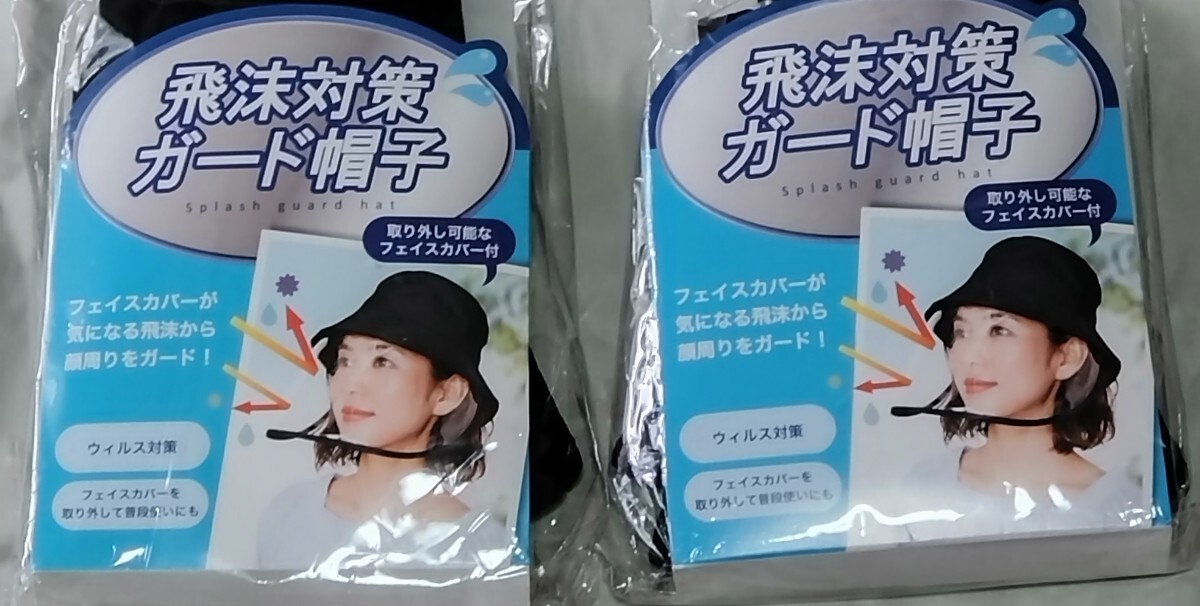 飛沫対策
ガード帽子
Splash guard hat
取り外し可能な
フェイスカバー付
フェイスカバーが
気になる飛沫から
顔周りをガード！
ウィルス対策
フェイスカバーを
取り外して普段使いにも
飛沫対策
ガード帽子
Splash guard hat
取り外し可能な
フェイスカバー付
フェイスカバーが
気になる飛沫から
顔周りをガード！
ウィルス対策
フェイスカバーを
取り外して普段使いにも